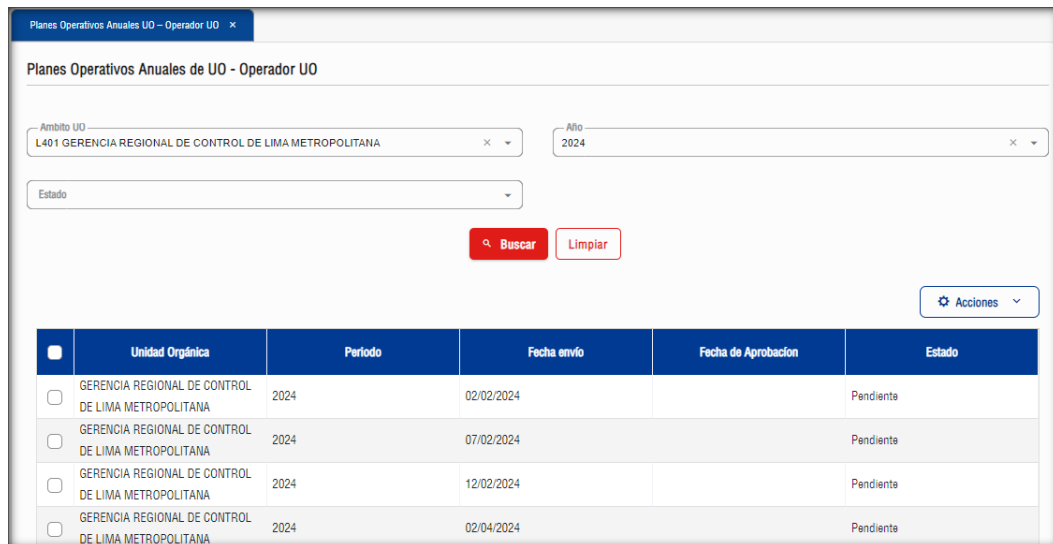 Planes Operativos Anuales UO – Operador UO ×
Planes Operativos Anuales de UO - Operador UO
Ambito UO
Año
L401 GERENCIA REGIONAL DE CONTROL DE LIMA METROPOLITANA ×
2024 ×
Estado
Buscar
Limpiar
Acciones
Unidad Orgánica Periodo Fecha envío Fecha de Aprobacíon Estado
GERENCIA REGIONAL DE CONTROL
DE LIMA METROPOLITANA
2024 02/02/2024 Pendiente
GERENCIA REGIONAL DE CONTROL
DE LIMA METROPOLITANA
2024 07/02/2024 Pendiente
GERENCIA REGIONAL DE CONTROL
DE LIMA METROPOLITANA
2024 12/02/2024 Pendiente
GERENCIA REGIONAL DE CONTROL
DE LIMA METROPOLITANA
2024 02/04/2024 Pendiente